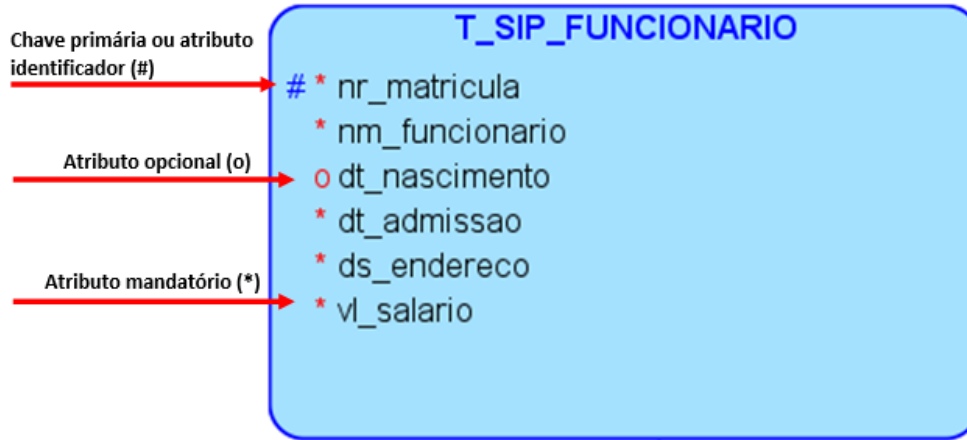 T_SIP_FUNCIONARIO
Chave primária ou atributo
identificador (#)
# * nr_matricula
* nm_funcionario
Atributo opcional (o)
o dt_nascimento
* dt_admissao
* ds_endereco
Atributo mandatório (*)
* vl_salario